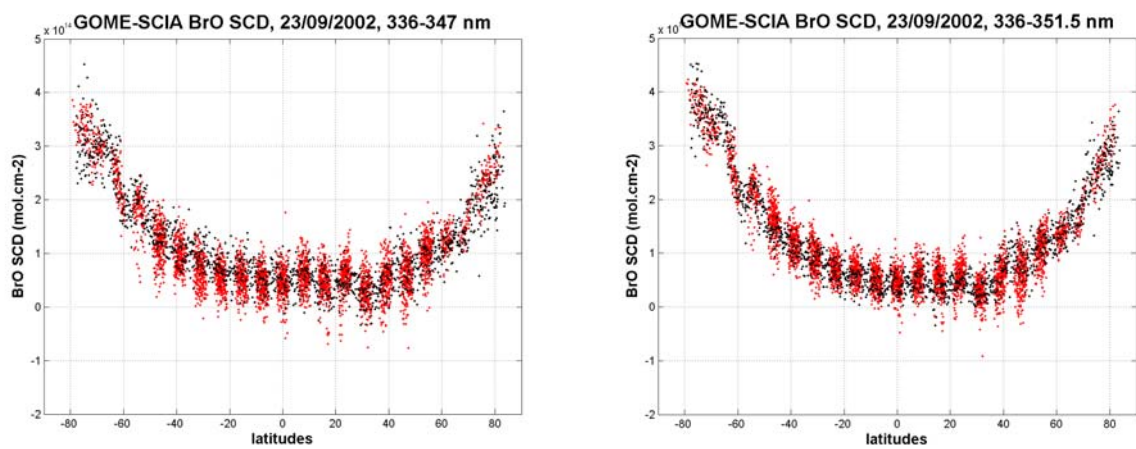 GOME-SCIA BrO SCD, 23/09/2002, 336-347 nm
x 10^14
5
4
3
2
1
0
-1
-2
BrO SCD (mol.cm-2)
-80 -60 -40 -20 0 20 40 60 80
latitudes
GOME-SCIA BrO SCD, 23/09/2002, 336-351.5 nm
x 10
5
4
3
2
1
0
-1
-2
BrO SCD (mol.cm-2)
-80 -60 -40 -20 0 20 40 60 80
latitudes